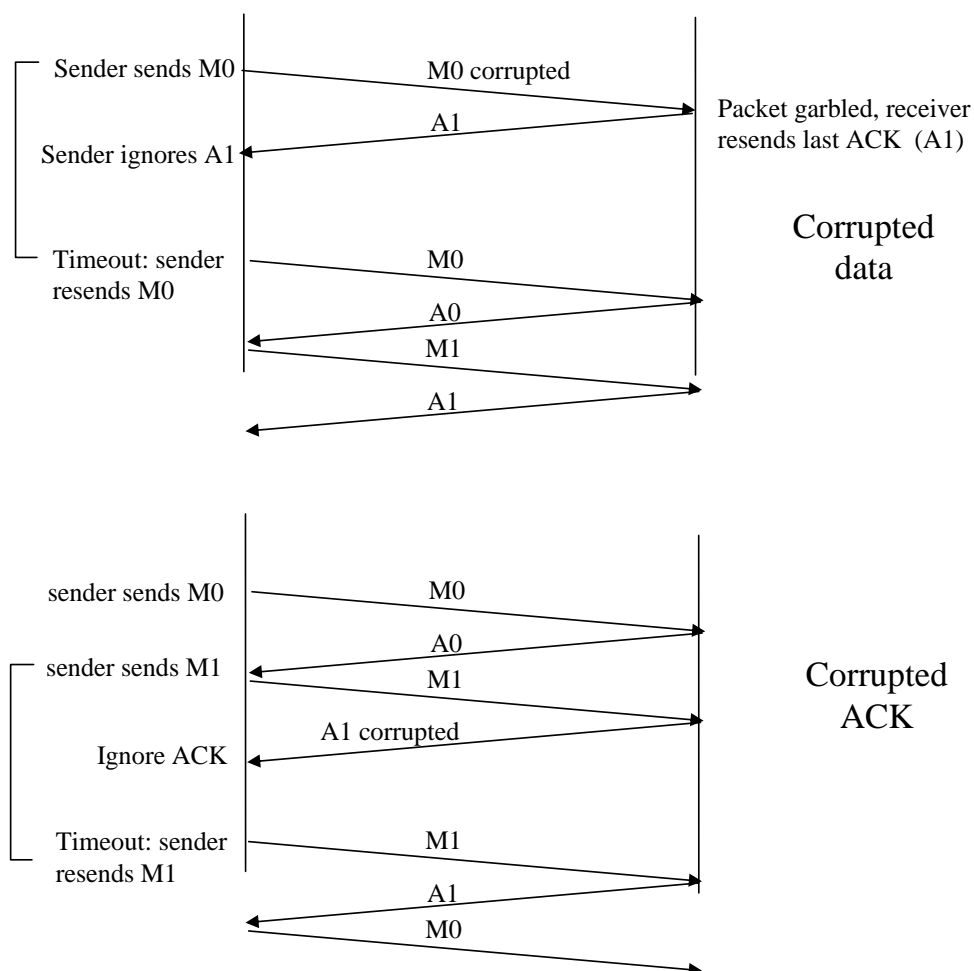 Sender sends M0
M0 corrupted
Packet garbled, receiver
resends last ACK (A1)
A1
Sender ignores A1
Corrupted
data
Timeout: sender
resends M0
M0
A0
M1
A1
sender sends M0
M0
A0
sender sends M1
M1
Corrupted
ACK
A1 corrupted
Ignore ACK
Timeout: sender
resends M1
M1
A1
M0